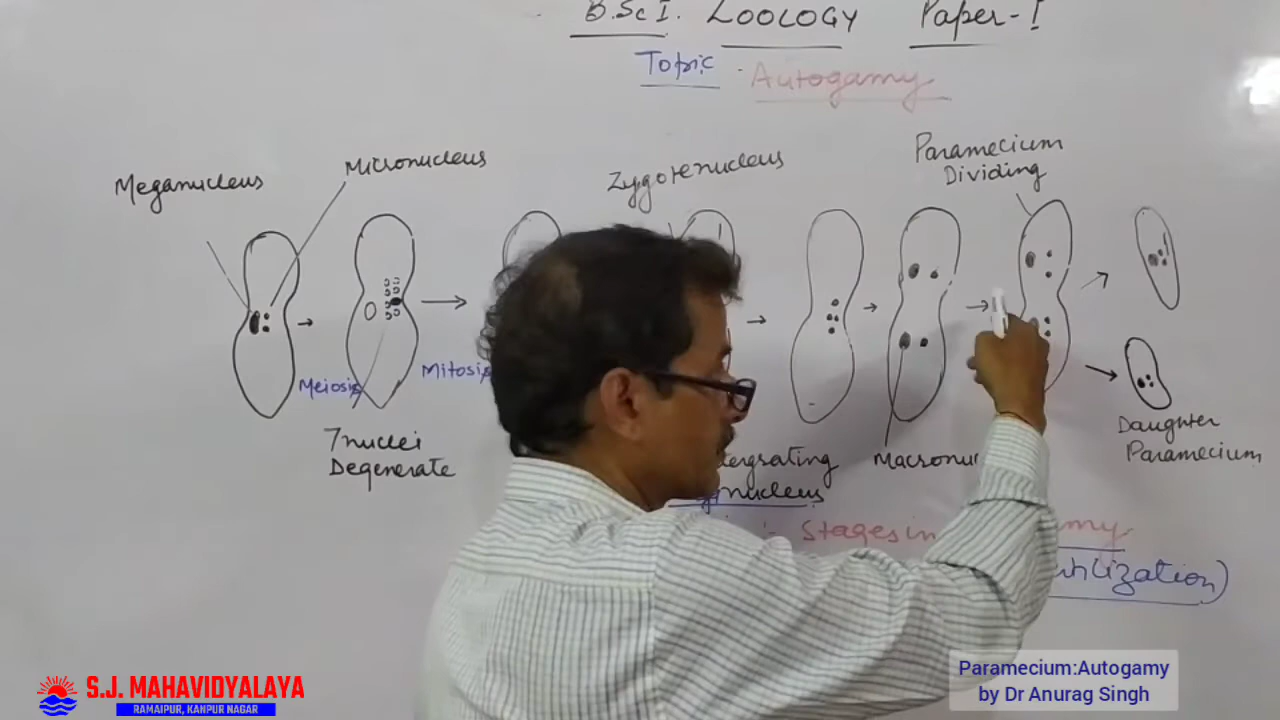 B.Sc I. ZOOLOGY Paper-I
Topic. Autogamy
Meganucleus
Micronucleus
Zygotenucleus
Paramecium
Dividing
Meiosis
Mitosis
7nuclei
Degenerate
nucleus
Daughter
Paramecium
:- Stages in
S.J. MAHAVIDYALAYA
RAMAIPUR, KANPUR NAGAR
Paramecium:Autogamy
by Dr Anurag Singh